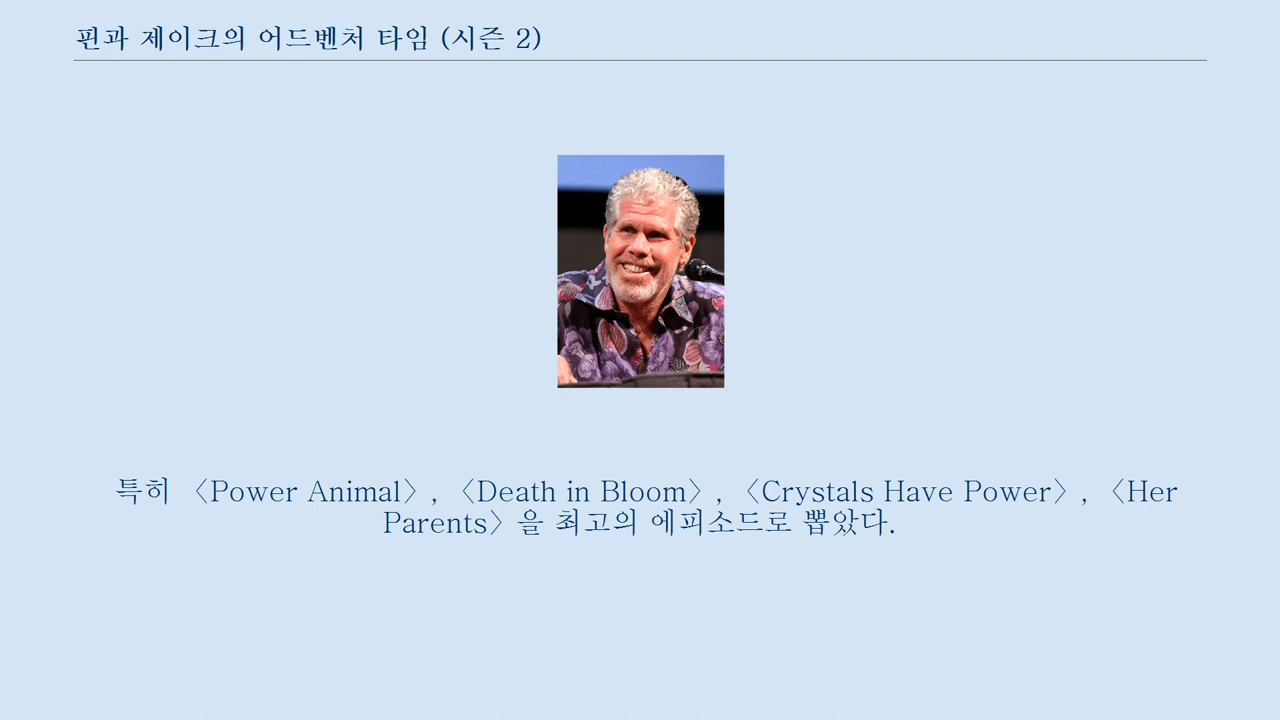 핀과 제이크의 어드벤처 타임 (시즌 2)
특히 〈Power Animal〉, 〈Death in Bloom〉, 〈Crystals Have Power〉, 〈Her
Parents〉을 최고의 에피소드로 뽑았다.